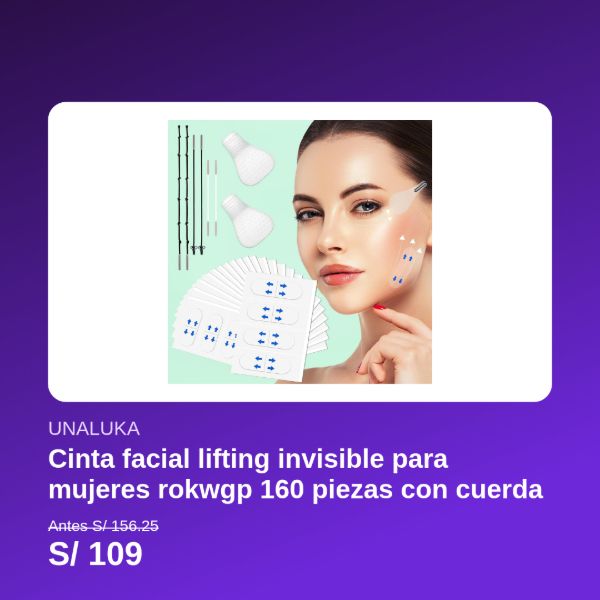 UNALUKA
Cinta facial lifting invisible para
mujeres rokwgp 160 piezas con cuerda
Antes S/ 156.25
S/ 109